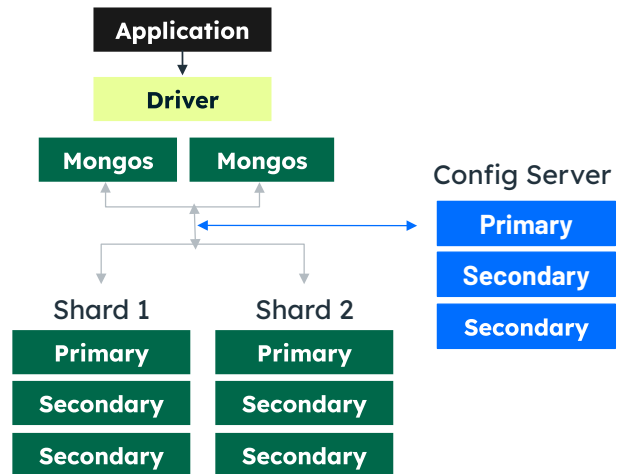 Application
Driver
Mongos
Mongos
Config Server
Primary
Secondary
Secondary
Shard 1
Primary
Secondary
Secondary
Shard 2
Primary
Secondary
Secondary